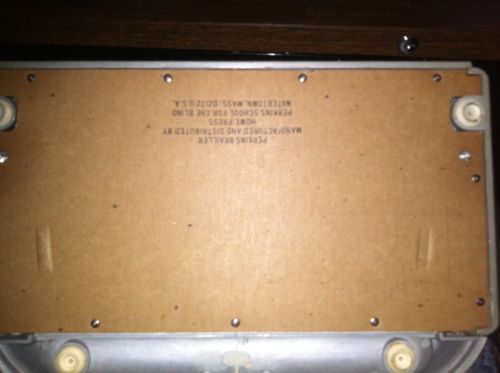 PERKINS BRAILLER
MANUFACTURED AND DISTRIBUTED BY
HOWE PRESS
PERKINS SCHOOL FOR THE BLIND
WATERTOWN, MASS. 02172 U.S.A.